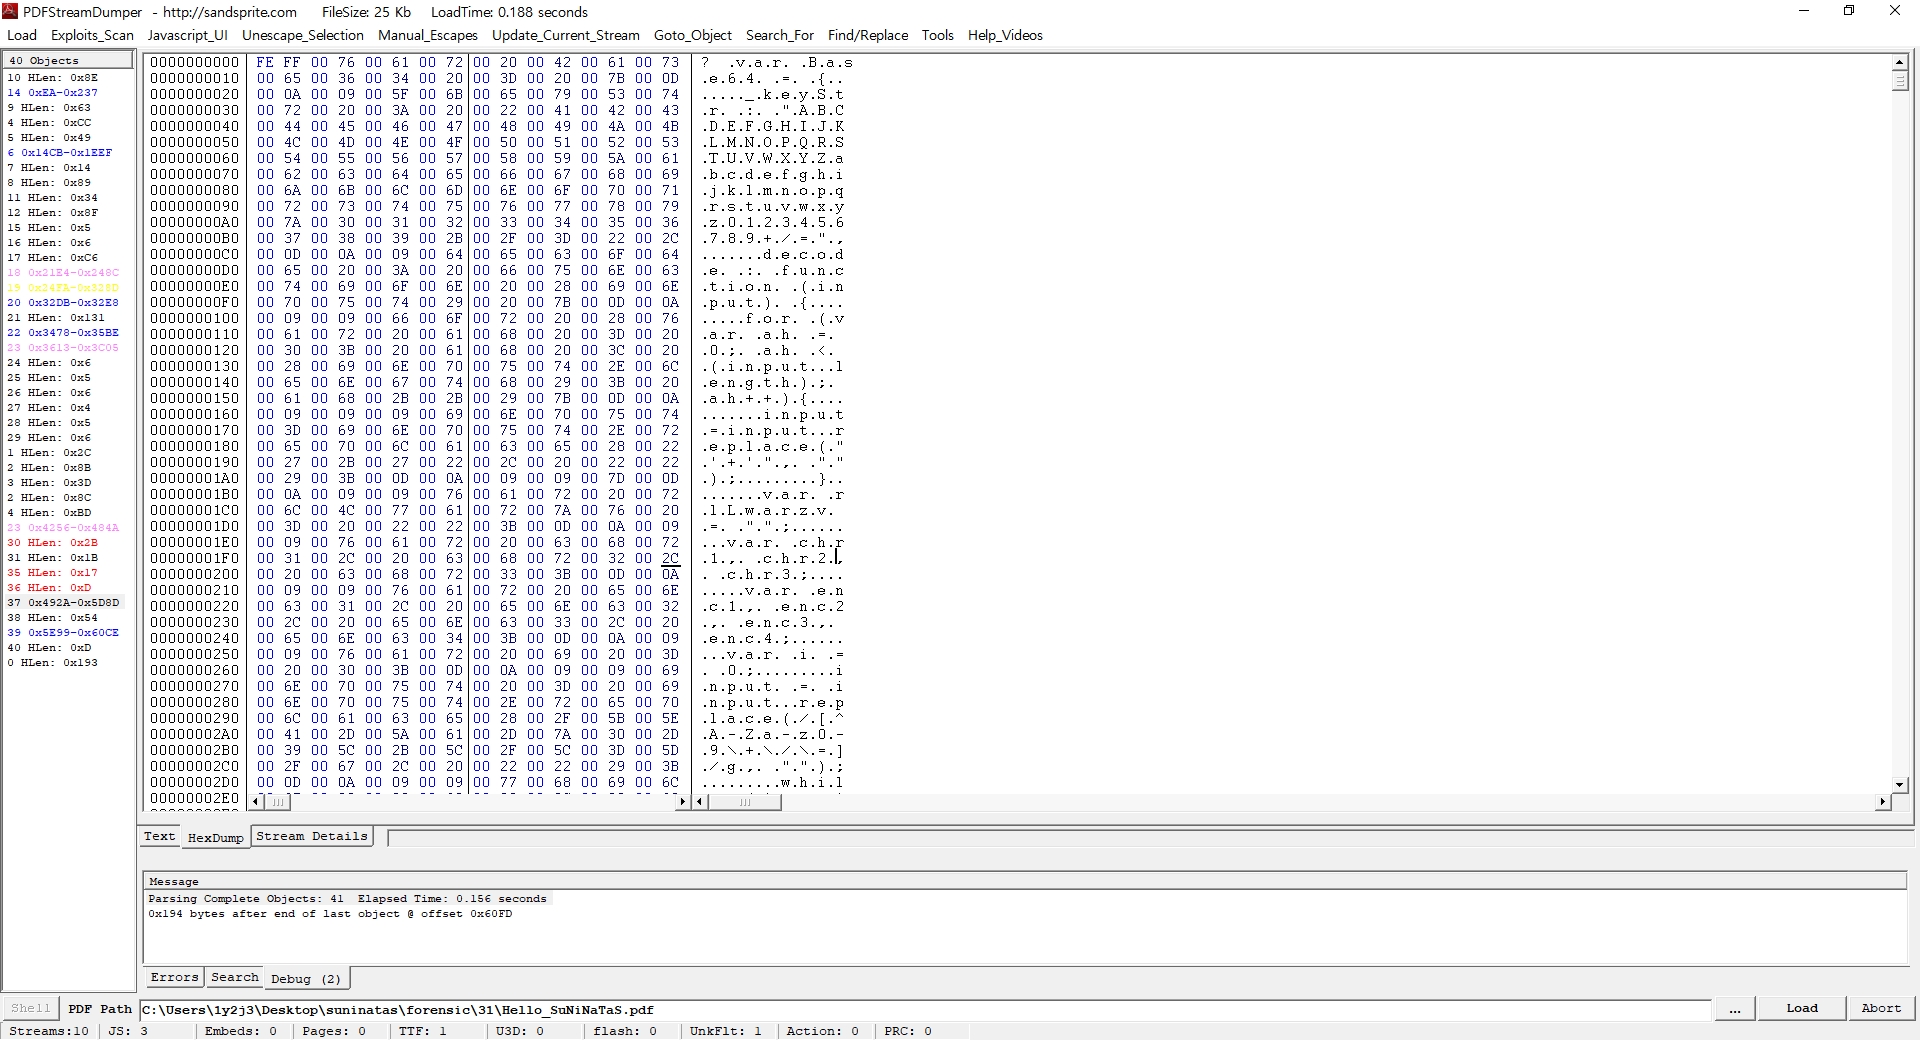 PDFStreamDumper - http://sandsprite.com FileSize: 25 Kb LoadTime: 0.188 seconds
Load Exploits_Scan Javascript_UI Unescape_Selection Manual_Escapes Update_Current_Stream Goto_Object Search_For Find/Replace Tools Help_Videos
40 Objects
10 HLen: 0x8E
14 0xEA-0x237
9 HLen: 0x63
4 HLen: 0xCC
5 HLen: 0x49
6 0x14CB-0x1EEF
7 HLen: 0x14
8 HLen: 0x89
11 HLen: 0x34
12 HLen: 0x8F
15 HLen: 0x5
16 HLen: 0x6
17 HLen: 0xC6
18 0x21E4-0x248C
20 0x32DB-0x32E8
21 HLen: 0x131
22 0x3478-0x35BE
23 0x3613-0x3C05
24 HLen: 0x6
25 HLen: 0x5
26 HLen: 0x6
27 HLen: 0x4
28 HLen: 0x5
29 HLen: 0x6
1 HLen: 0x2C
2 HLen: 0x8B
3 HLen: 0x3D
2 HLen: 0x8C
4 HLen: 0xBD
23 0x4256-0x484A
30 HLen: 0x2B
31 HLen: 0x1B
35 HLen: 0x17
36 HLen: 0xD
37 0x492A-0x5D8D
38 HLen: 0x54
39 0x5E99-0x60CE
40 HLen: 0xD
0 HLen: 0x193
0000000000 FE FF 00 76 00 61 00 72 00 20 00 42 00 61 00 73 ? .v.a.r. .B.a.s
0000000010 00 65 00 36 00 34 00 20 00 3D 00 20 00 7B 00 0D .e.6.4. .=. .{..
0000000020 00 0A 00 09 00 5F 00 6B 00 65 00 79 00 53 00 74 ....._.k.e.y.S.t
0000000030 00 72 00 20 00 3A 00 20 00 22 00 41 00 42 00 43 .r. .:. .".A.B.C
0000000040 00 44 00 45 00 46 00 47 00 48 00 49 00 4A 00 4B .D.E.F.G.H.I.J.K
0000000050 00 4C 00 4D 00 4E 00 4F 00 50 00 51 00 52 00 53 .L.M.N.O.P.Q.R.S
0000000060 00 54 00 55 00 56 00 57 00 58 00 59 00 5A 00 61 .T.U.V.W.X.Y.Z.a
0000000070 00 62 00 63 00 64 00 65 00 66 00 67 00 68 00 69 .b.c.d.e.f.g.h.i
0000000080 00 6A 00 6B 00 6C 00 6D 00 6E 00 6F 00 70 00 71 .j.k.l.m.n.o.p.q
0000000090 00 72 00 73 00 74 00 75 00 76 00 77 00 78 00 79 .r.s.t.u.v.w.x.y
00000000A0 00 7A 00 30 00 31 00 32 00 33 00 34 00 35 00 36 .z.0.1.2.3.4.5.6
00000000B0 00 37 00 38 00 39 00 2B 00 2F 00 3D 00 22 00 2C .7.8.9.+./.=.".,
00000000C0 00 0D 00 0A 00 09 00 64 00 65 00 63 00 6F 00 64 .......d.e.c.o.d
00000000D0 00 65 00 20 00 3A 00 20 00 66 00 75 00 6E 00 63 .e. .:. .f.u.n.c
00000000E0 00 74 00 69 00 6F 00 6E 00 20 00 28 00 69 00 6E .t.i.o.n. .(.i.n
00000000F0 00 70 00 75 00 74 00 29 00 20 00 7B 00 0D 00 0A .p.u.t.). .{....
0000000100 00 09 00 09 00 66 00 6F 00 72 00 20 00 28 00 76 .....f.o.r. .(.v
0000000110 00 61 00 72 00 20 00 61 00 68 00 20 00 3D 00 20 .a.r. .a.h. .=. 
0000000120 00 30 00 3B 00 20 00 61 00 68 00 20 00 3C 00 20 .0.;. .a.h. .<. 
0000000130 00 28 00 69 00 6E 00 70 00 75 00 74 00 2E 00 6C .(.i.n.p.u.t...l
0000000140 00 65 00 6E 00 67 00 74 00 68 00 29 00 3B 00 20 .e.n.g.t.h.).;. 
0000000150 00 61 00 68 00 2B 00 2B 00 29 00 7B 00 0D 00 0A .a.h.+.+.).{....
0000000160 00 09 00 09 00 09 00 69 00 6E 00 70 00 75 00 74 .......i.n.p.u.t
0000000170 00 3D 00 69 00 6E 00 70 00 75 00 74 00 2E 00 72 .=.i.n.p.u.t...r
0000000180 00 65 00 70 00 6C 00 61 00 63 00 65 00 28 00 22 .e.p.l.a.c.e.(."
0000000190 00 27 00 2B 00 27 00 22 00 2C 00 20 00 22 00 22 .'.+.'.".,. ."."
00000001A0 00 29 00 3B 00 0D 00 0A 00 09 00 09 00 7D 00 0D .).;.........}..
00000001B0 00 0A 00 09 00 09 00 76 00 61 00 72 00 20 00 72 .......v.a.r. .r
00000001C0 00 6C 00 4C 00 77 00 61 00 72 00 7A 00 76 00 20 .l.L.w.a.r.z.v. 
00000001D0 00 3D 00 20 00 22 00 22 00 3B 00 0D 00 0A 00 09 .=. .".".;......
00000001E0 00 09 00 76 00 61 00 72 00 20 00 63 00 68 00 72 ...v.a.r. .c.h.r
00000001F0 00 31 00 2C 00 20 00 63 00 68 00 72 00 32 00 2C .1.,. .c.h.r.2.,
0000000200 00 20 00 63 00 68 00 72 00 33 00 3B 00 0D 00 0A . .c.h.r.3.;....
0000000210 00 09 00 09 00 76 00 61 00 72 00 20 00 65 00 6E .....v.a.r. .e.n
0000000220 00 63 00 31 00 2C 00 20 00 65 00 6E 00 63 00 32 .c.1.,. .e.n.c.2
0000000230 00 2C 00 20 00 65 00 6E 00 63 00 33 00 2C 00 20 .,. .e.n.c.3.,. 
0000000240 00 65 00 6E 00 63 00 34 00 3B 00 0D 00 0A 00 09 .e.n.c.4.;......
0000000250 00 09 00 76 00 61 00 72 00 20 00 69 00 20 00 3D ...v.a.r. .i. .=
0000000260 00 20 00 30 00 3B 00 0D 00 0A 00 09 00 09 00 69 . .0.;.........i
0000000270 00 6E 00 70 00 75 00 74 00 20 00 3D 00 20 00 69 .n.p.u.t. .=. .i
0000000280 00 6E 00 70 00 75 00 74 00 2E 00 72 00 65 00 70 .n.p.u.t...r.e.p
0000000290 00 6C 00 61 00 63 00 65 00 28 00 2F 00 5B 00 5E .l.a.c.e.(./.[.^
00000002A0 00 41 00 2D 00 5A 00 61 00 2D 00 7A 00 30 00 2D .A.-.Z.a.-.z.0.-
00000002B0 00 39 00 5C 00 2B 00 5C 00 2F 00 5C 00 3D 00 5D .9.\.+.\./.\.=.]
00000002C0 00 2F 00 67 00 2C 00 20 00 22 00 22 00 29 00 3B ./.g.,. .".".).;
00000002D0 00 0D 00 0A 00 09 00 09 00 77 00 68 00 69 00 6C .........w.h.i.l
00000002E0
Text HexDump Stream Details
Message
Parsing Complete Objects: 41 Elapsed Time: 0.156 seconds
0x194 bytes after end of last object @ offset 0x60FD
Errors Search Debug (2)
Shell PDF Path C:\Users\1y2j3\Desktop\suninatas\forensic\31\Hello_SuNiNaTaS.pdf ... Load Abort
Streams:10 JS: 3 Embeds: 0 Pages: 0 TTF: 1 U3D: 0 flash: 0 UnkFlt: 1 Action: 0 PRC: 0